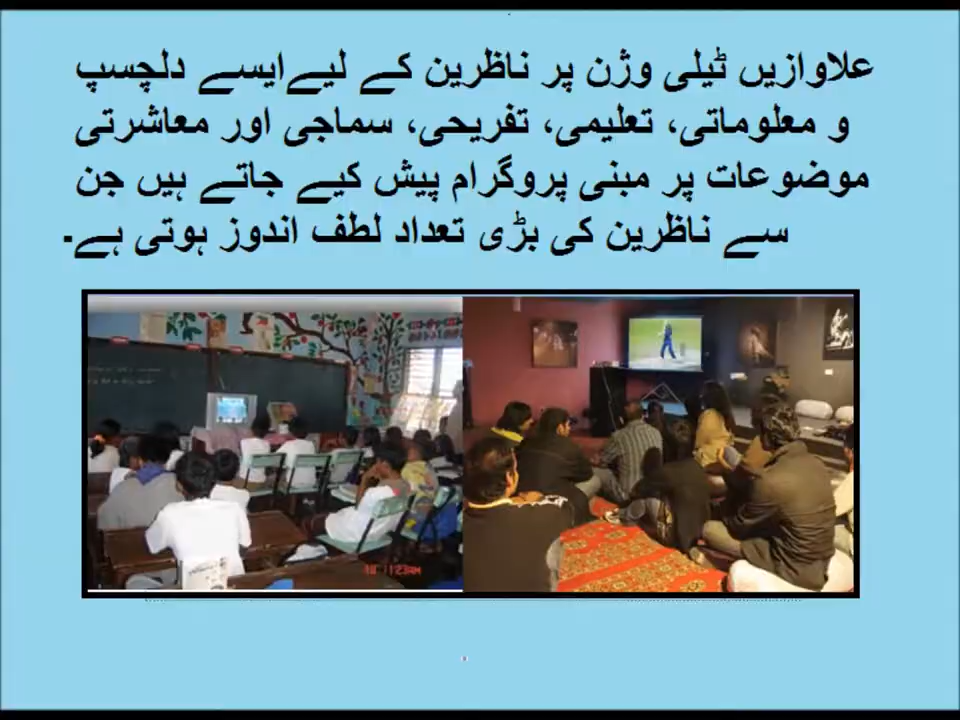 علاوازیں ٹیلی وژن پر ناظرین کے لیےایسے دلچسپ
و معلوماتی، تعلیمی، تفریحی، سماجی اور معاشرتی
موضوعات پر مبنی پروگرام پیش کیے جاتے ہیں جن
سے ناظرین کی بڑی تعداد لطف اندوز ہوتی ہے۔